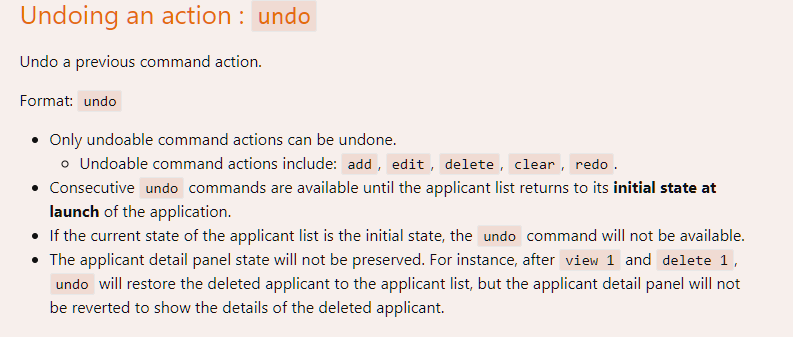 Undoing an action : undo
Undo a previous command action.
Format: undo
• Only undoable command actions can be undone.
◦ Undoable command actions include: add, edit, delete, clear, redo.
• Consecutive undo commands are available until the applicant list returns to its initial state at
launch of the application.
• If the current state of the applicant list is the initial state, the undo command will not be available.
• The applicant detail panel state will not be preserved. For instance, after view 1 and delete 1,
undo will restore the deleted applicant to the applicant list, but the applicant detail panel will not
be reverted to show the details of the deleted applicant.